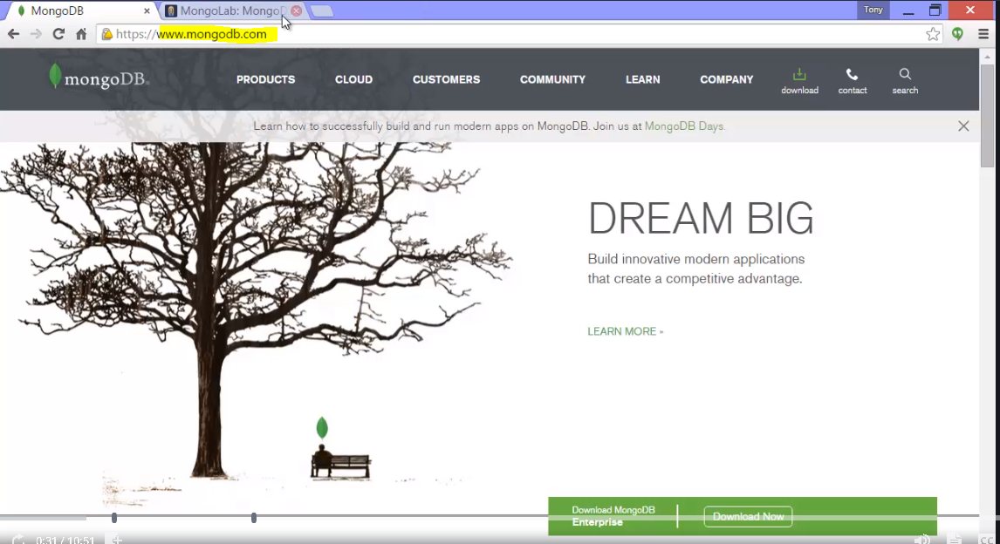 MongoDB
MongoLab: MongoD
Tony
https://www.mongodb.com
mongoDB
PRODUCTS
CLOUD
CUSTOMERS
COMMUNITY
LEARN
COMPANY
download
contact
search
Learn how to successfully build and run modern apps on MongoDB. Join us at MongoDB Days.
DREAM BIG
Build innovative modern applications
that create a competitive advantage.
LEARN MORE »
Download MongoDB
Enterprise
Download Now
0:31 / 10:51
CC